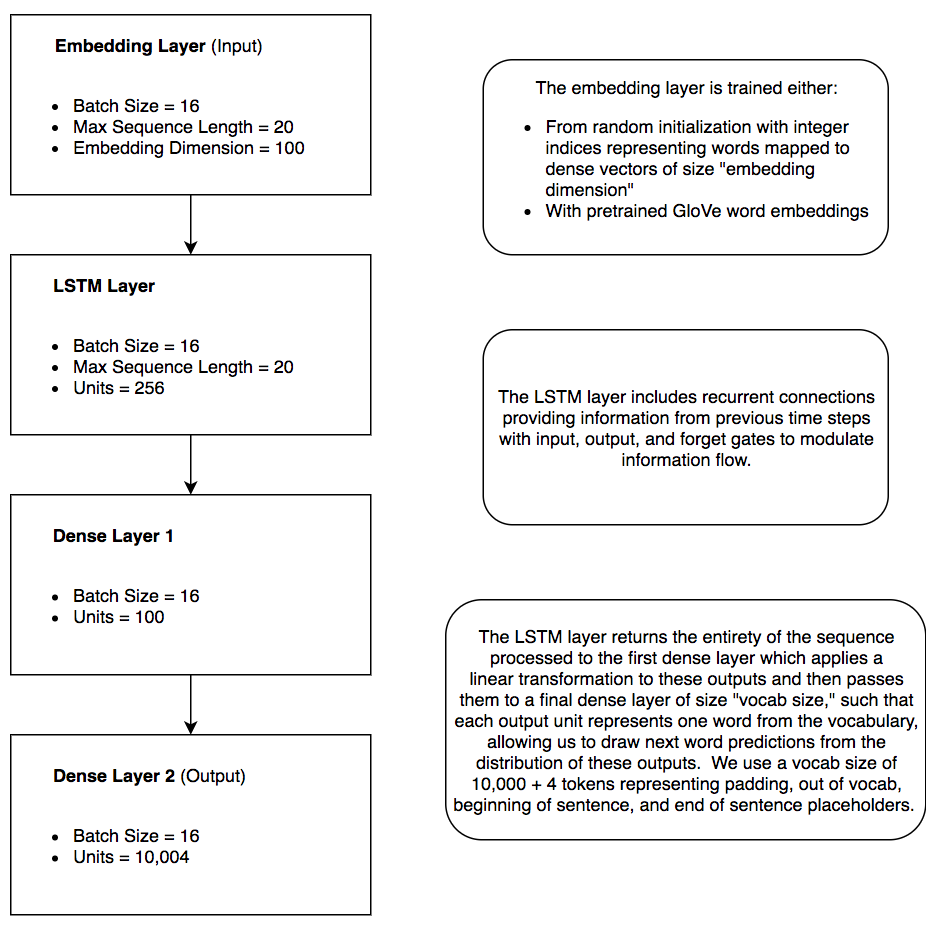 Embedding Layer (Input)
• Batch Size = 16
• Max Sequence Length = 20
• Embedding Dimension = 100
The embedding layer is trained either:
• From random initialization with integer
indices representing words mapped to
dense vectors of size "embedding
dimension"
• With pretrained GloVe word embeddings
LSTM Layer
• Batch Size = 16
• Max Sequence Length = 20
• Units = 256
The LSTM layer includes recurrent connections
providing information from previous time steps
with input, output, and forget gates to modulate
information flow.
Dense Layer 1
• Batch Size = 16
• Units = 100
The LSTM layer returns the entirety of the sequence
processed to the first dense layer which applies a
linear transformation to these outputs and then passes
them to a final dense layer of size "vocab size," such that
each output unit represents one word from the vocabulary,
allowing us to draw next word predictions from the
distribution of these outputs.  We use a vocab size of
10,000 + 4 tokens representing padding, out of vocab,
beginning of sentence, and end of sentence placeholders.
Dense Layer 2 (Output)
• Batch Size = 16
• Units = 10,004